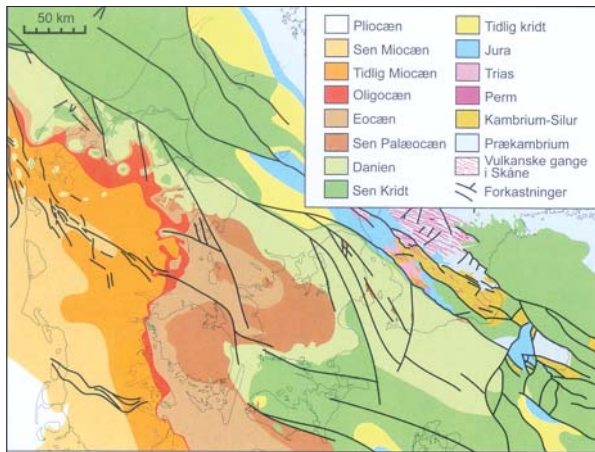 50 km
Pliocæn
Sen Miocæn
Tidlig Miocæn
Oligocæn
Eocæn
Sen Palæocæn
Danien
Sen Kridt
Tidlig kridt
Jura
Trias
Perm
Kambrium-Silur
Prækambrium
Vulkanske gange
i Skåne
Forkastninger